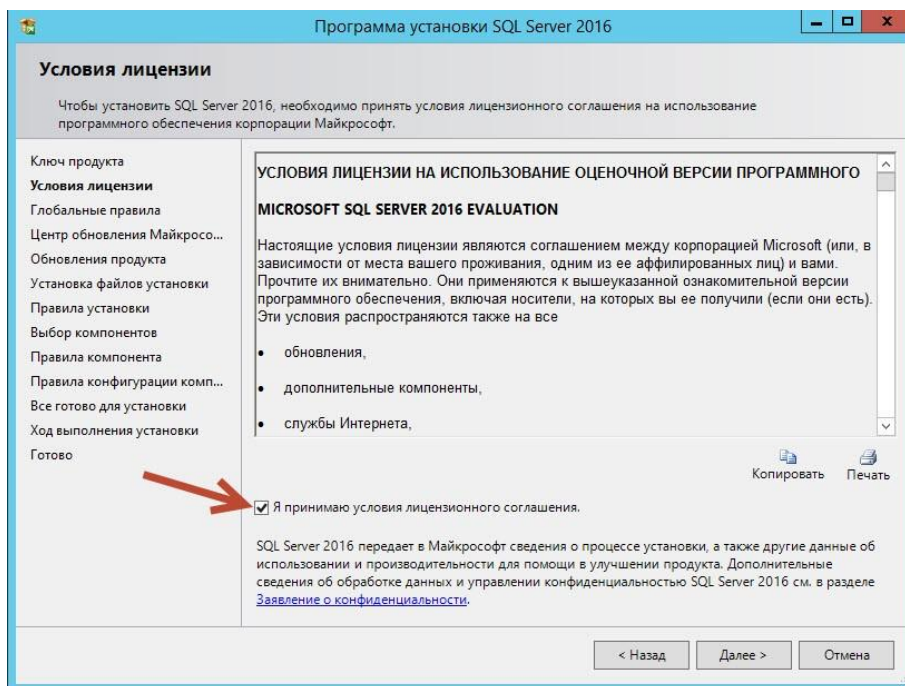 Программа установки SQL Server 2016
Условия лицензии
Чтобы установить SQL Server 2016, необходимо принять условия лицензионного соглашения на использование
программного обеспечения корпорации Майкрософт.
Ключ продукта
Условия лицензии
Глобальные правила
Центр обновления Майкросо...
Обновления продукта
Установка файлов установки
Правила установки
Выбор компонентов
Правила компонента
Правила конфигурации комп...
Все готово для установки
Ход выполнения установки
Готово
УСЛОВИЯ ЛИЦЕНЗИИ НА ИСПОЛЬЗОВАНИЕ ОЦЕНОЧНОЙ ВЕРСИИ ПРОГРАММНОГО
MICROSOFT SQL SERVER 2016 EVALUATION
Настоящие условия лицензии являются соглашением между корпорацией Microsoft (или, в
зависимости от места вашего проживания, одним из ее аффилированных лиц) и вами.
Прочтите их внимательно. Они применяются к вышеуказанной ознакомительной версии
программного обеспечения, включая носители, на которых вы ее получили (если они есть).
Эти условия распространяются также на все
• обновления,
• дополнительные компоненты,
• службы Интернета,
Копировать Печать
Я принимаю условия лицензионного соглашения.
SQL Server 2016 передает в Майкрософт сведения о процессе установки, а также другие данные об
использовании и производительности для помощи в улучшении продукта. Дополнительные
сведения об обработке данных и управлении конфиденциальностью SQL Server 2016 см. в разделе
Заявление о конфиденциальности.
< Назад Далее > Отмена